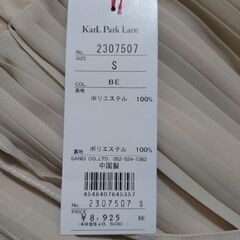 KarL Park Lane
No. 2307507
SIZE
S
COL. BE
表地
ポリエステル 100%
裏地
ポリエステル 100%
SANEI CO.,LTD. 052-524-1382
中国製
4546407645357
2307507 S
PRICE
¥8,925 BE